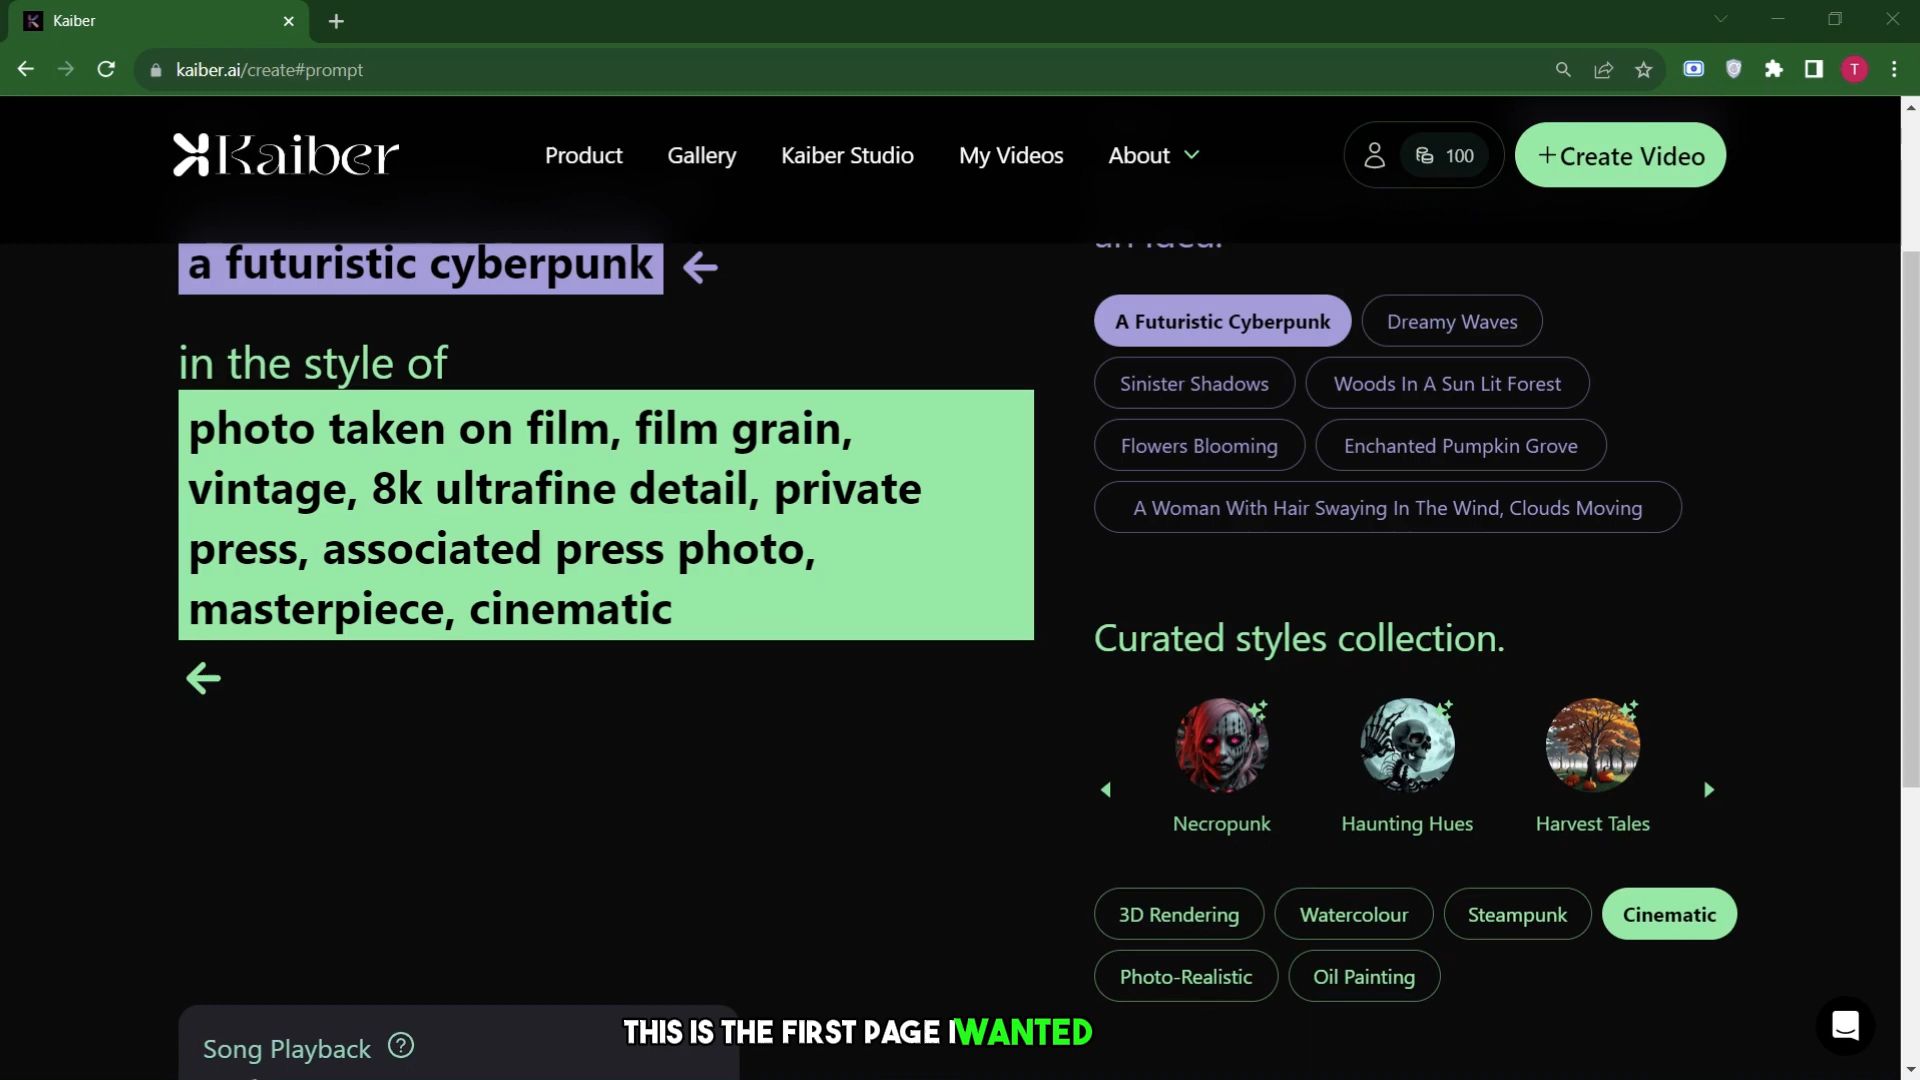 Kaiber
kaiber.ai/create#prompt
T
Kaiber
Product
Gallery
Kaiber Studio
My Videos
About
100
+Create Video
a futuristic cyberpunk
in the style of
photo taken on film, film grain,
vintage, 8k ultrafine detail, private
press, associated press photo,
masterpiece, cinematic
an idea.
A Futuristic Cyberpunk
Dreamy Waves
Sinister Shadows
Woods In A Sun Lit Forest
Flowers Blooming
Enchanted Pumpkin Grove
A Woman With Hair Swaying In The Wind, Clouds Moving
Curated styles collection.
Necropunk
Haunting Hues
Harvest Tales
3D Rendering
Watercolour
Steampunk
Cinematic
Photo-Realistic
Oil Painting
Song Playback ?
THIS IS THE FIRST PAGE I WANTED